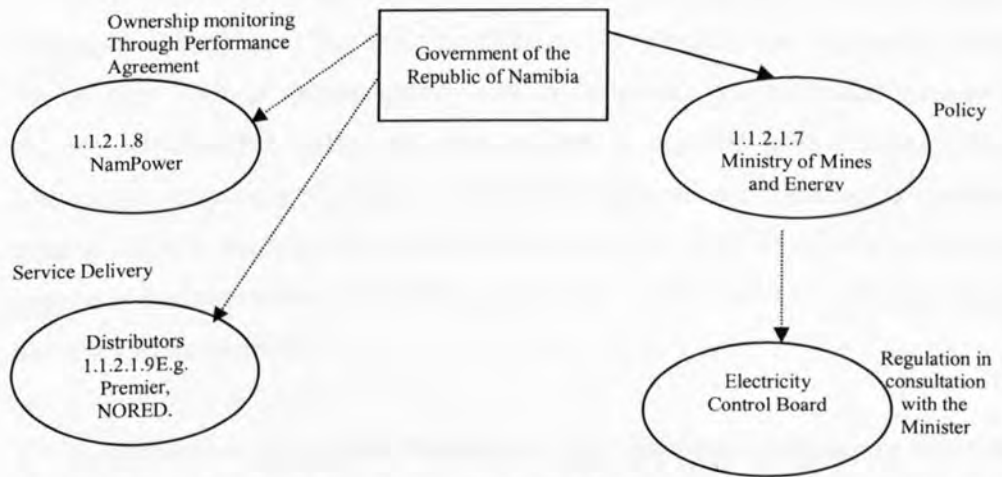 Ownership monitoring
Through Performance
Agreement
Government of the
Republic of Namibia
Policy
1.1.2.1.8
NamPower
1.1.2.1.7
Ministry of Mines
and Energy
Service Delivery
Distributors
1.1.2.1.9E.g.
Premier,
NORED.
Electricity
Control Board
Regulation in
consultation
with the
Minister